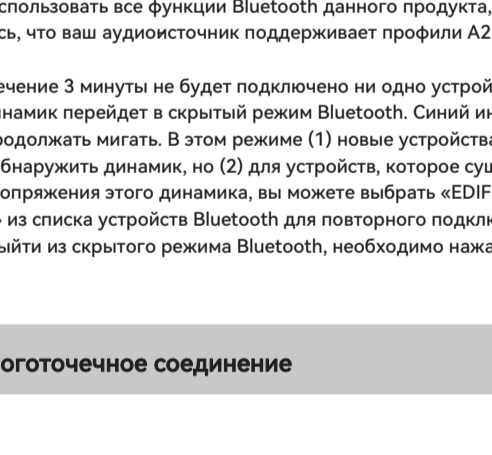 спользовать все функции Bluetooth данного продукта,
сь, что ваш аудиоисточник поддерживает профили A2
ечение 3 минуты не будет подключено ни одно устрой
инамик перейдет в скрытый режим Bluetooth. Синий ин
родолжать мигать. В этом режиме (1) новые устройства
бнаружить динамик, но (2) для устройств, которое сущ
опряжения этого динамика, вы можете выбрать «EDIF
» из списка устройств Bluetooth для повторного подклю
ыйти из скрытого режима Bluetooth, необходимо нажа
оготочечное соединение